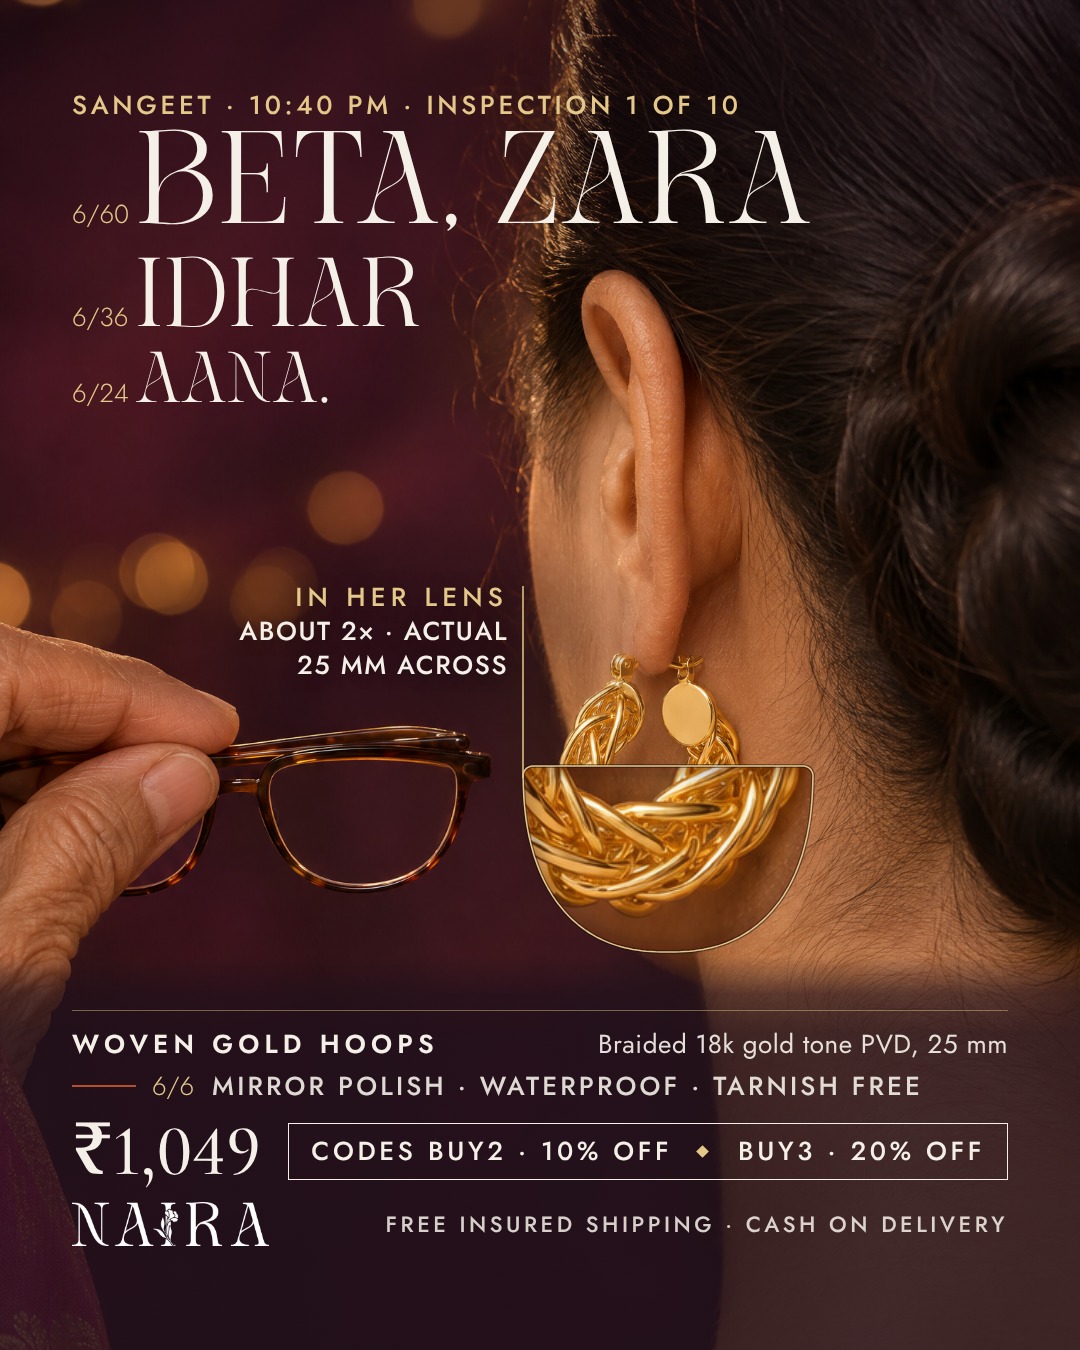 SANGEET · 10:40 PM · INSPECTION 1 OF 10
6/60 BETA, ZARA
6/36 IDHAR
6/24 AANA.
IN HER LENS
ABOUT 2× · ACTUAL
25 MM ACROSS
WOVEN GOLD HOOPS
Braided 18k gold tone PVD, 25 mm
6/6 MIRROR POLISH · WATERPROOF · TARNISH FREE
₹1,049
CODES BUY2 · 10% OFF ◆ BUY3 · 20% OFF
NAIRA
FREE INSURED SHIPPING · CASH ON DELIVERY